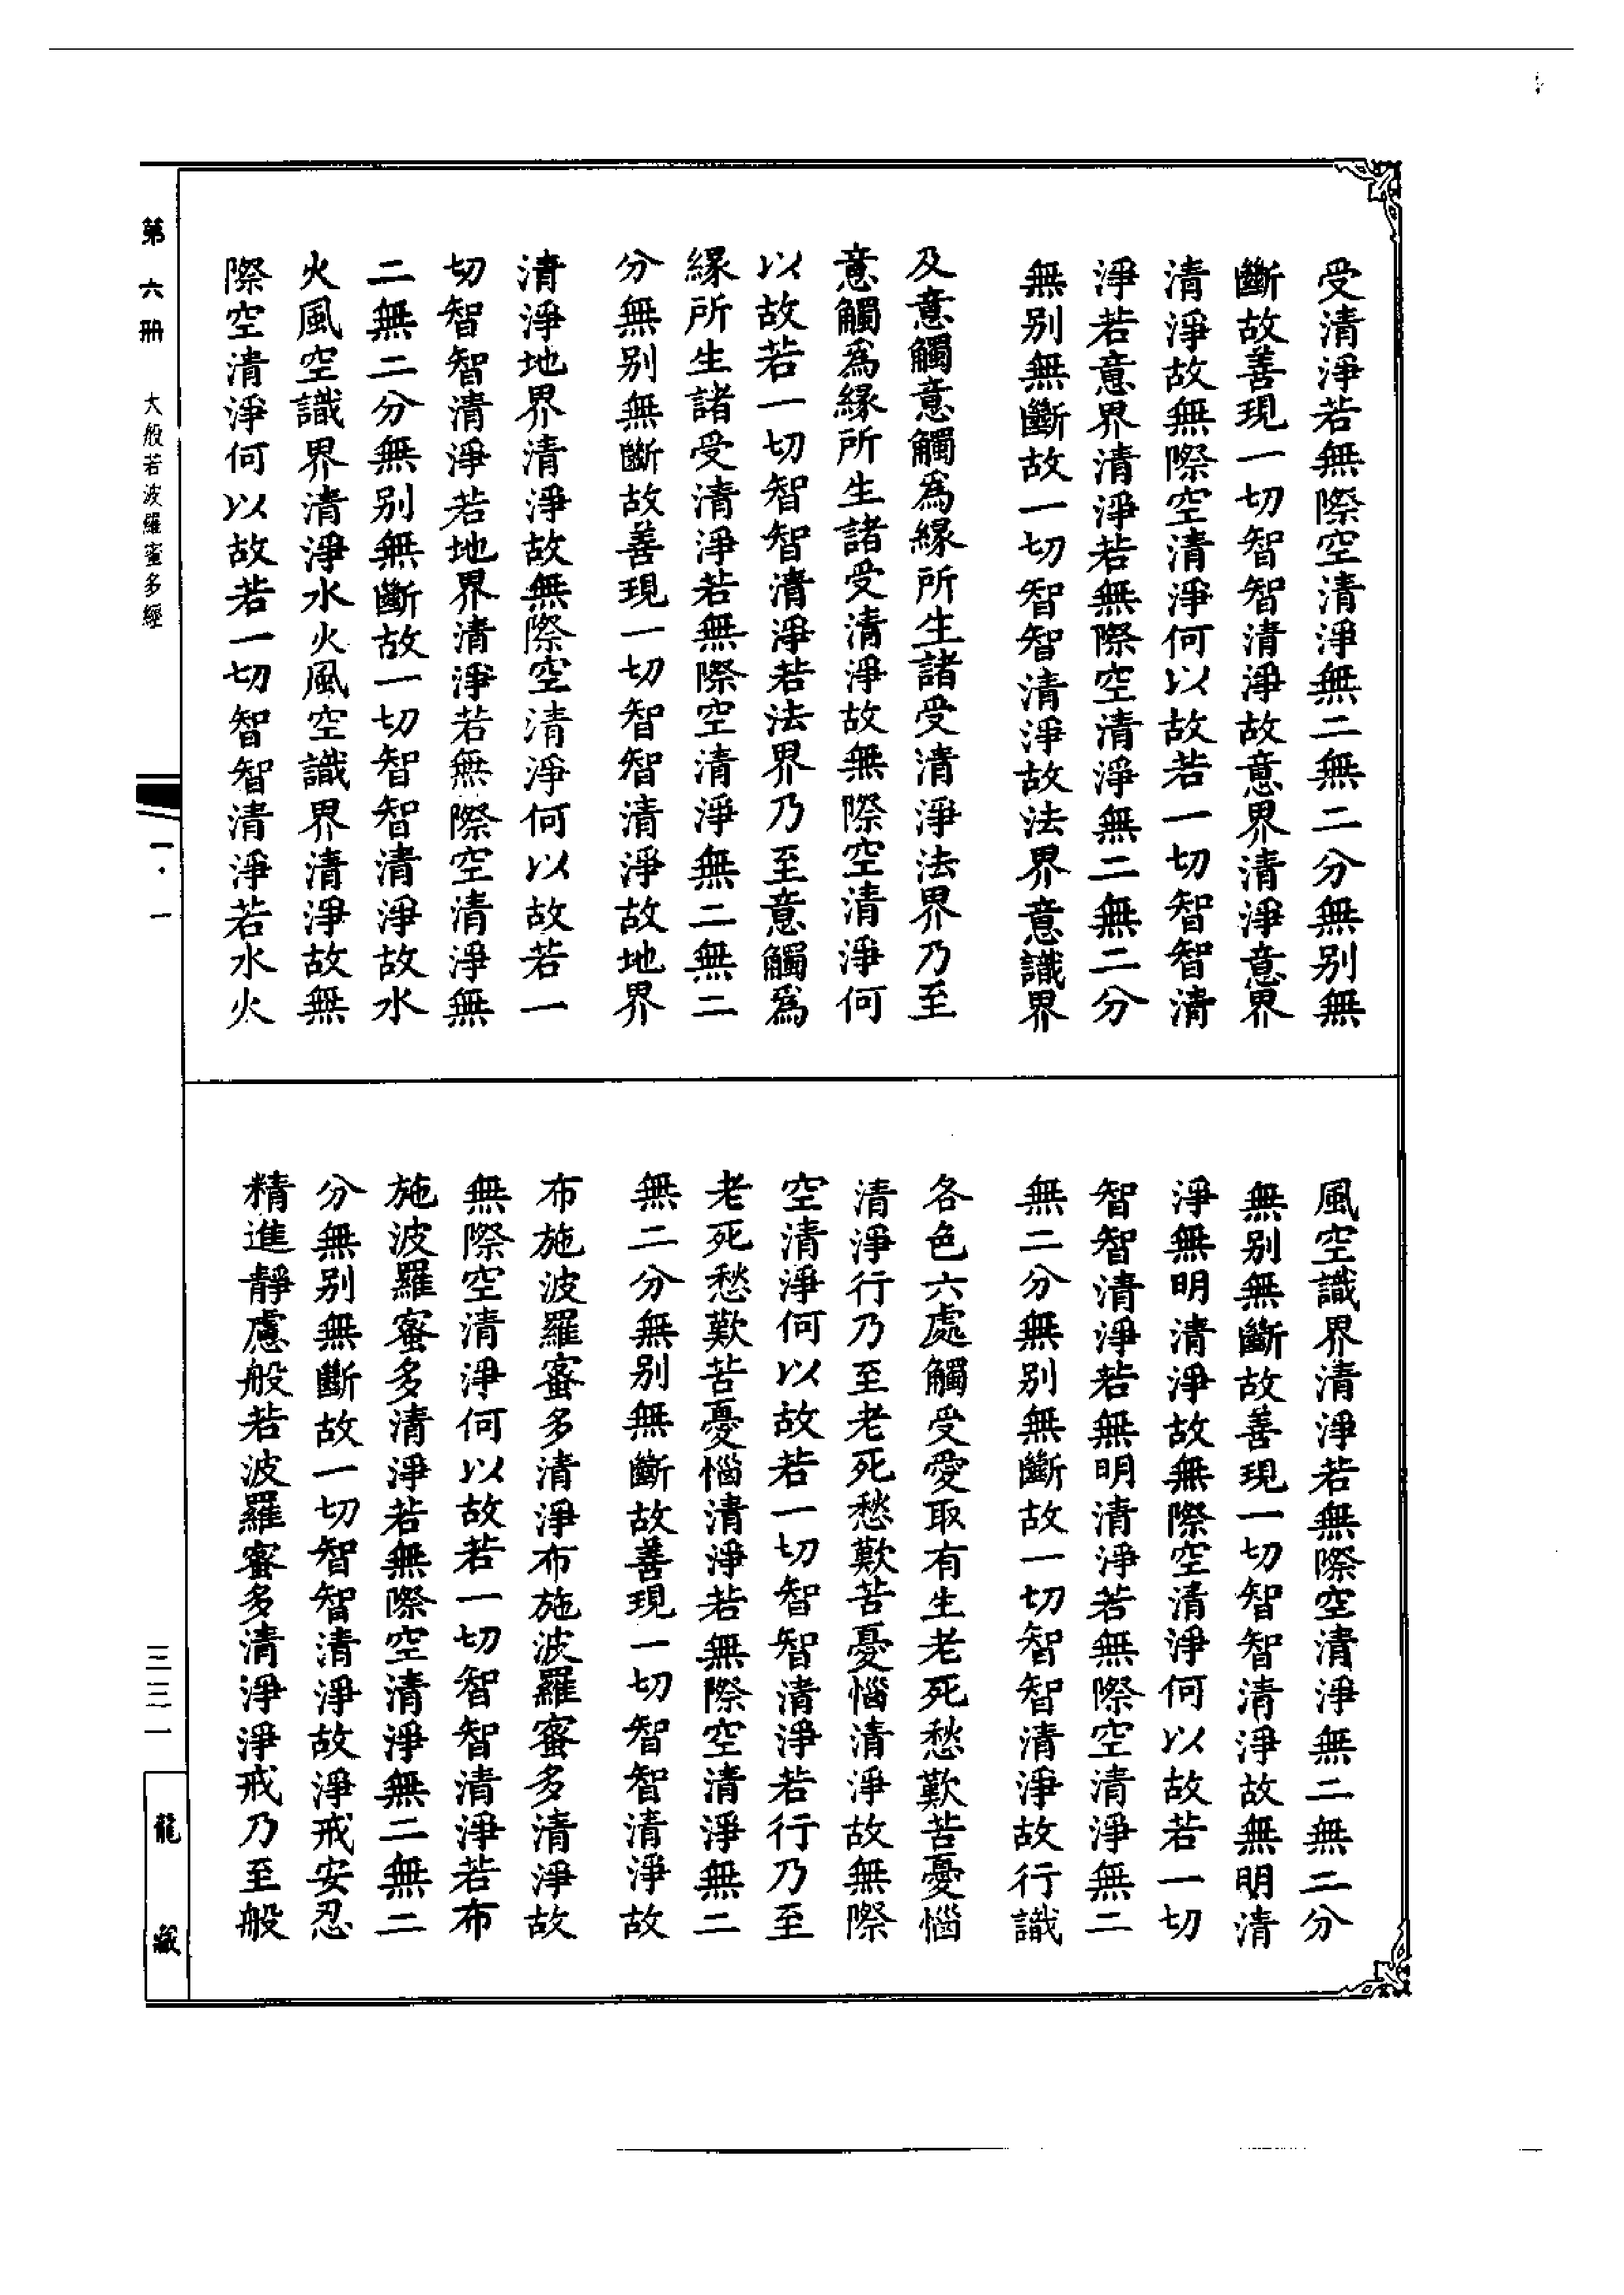 受清淨若無際空清淨無二無二分無别無
斷故善現一切智智清淨故意界清淨意界
清淨故無際空清淨何以故若一切智智清
淨若意界清淨若無際空清淨無二無二分
無别無斷故一切智智清淨故法界意識界
及意觸意觸爲緣所生諸受清淨法界乃至
意觸爲緣所生諸受清淨故無際空清淨何
以故若一切智智清淨若法界乃至意觸爲
緣所生諸受清淨若無際空清淨無二無二
分無别無斷故善現一切智智清淨故地界
清淨地界清淨故無際空清淨何以故若一
切智智清淨若地界清淨若無際空清淨無
二無二分無别無斷故一切智智清淨故水
火風空識界清淨水火風空識界清淨故無
際空清淨何以故若一切智智清淨若水火
風空識界清淨若無際空清淨無二無二分
無别無斷故善現一切智智清淨故無明清
淨無明清淨故無際空清淨何以故若一切
智智清淨若無明清淨若無際空清淨無二
無二分無别無斷故一切智智清淨故行識
名色六處觸受愛取有生老死愁歎苦憂惱
清淨行乃至老死愁歎苦憂惱清淨故無際
空清淨何以故若一切智智清淨若行乃至
老死愁歎苦憂惱清淨若無際空清淨無二
無二分無别無斷故善現一切智智清淨故
布施波羅蜜多清淨布施波羅蜜多清淨故
無際空清淨何以故若一切智智清淨若布
施波羅蜜多清淨若無際空清淨無二無二
分無别無斷故一切智智清淨故淨戒安忍
精進靜慮般若波羅蜜多清淨淨戒乃至般
第六册 大般若波羅蜜多經
一·一
三三一
龍藏